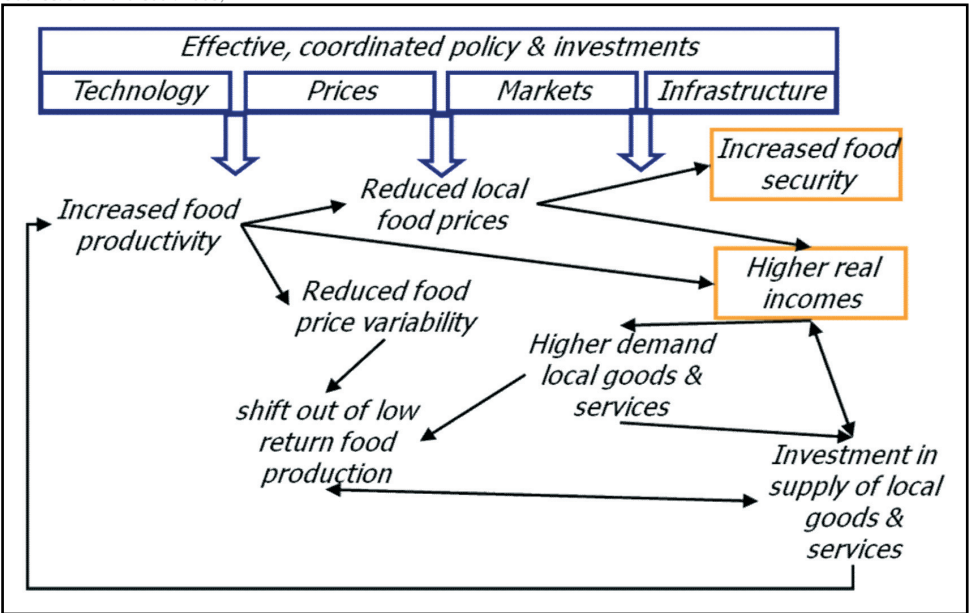 Effective, coordinated policy & investments
Technology
Prices
Markets
Infrastructure
Increased food
security
Reduced local
food prices
Increased food
productivity
Higher real
incomes
Reduced food
price variability
Higher demand
local goods &
services
shift out of low
return food
production
Investment in
supply of local
goods &
services